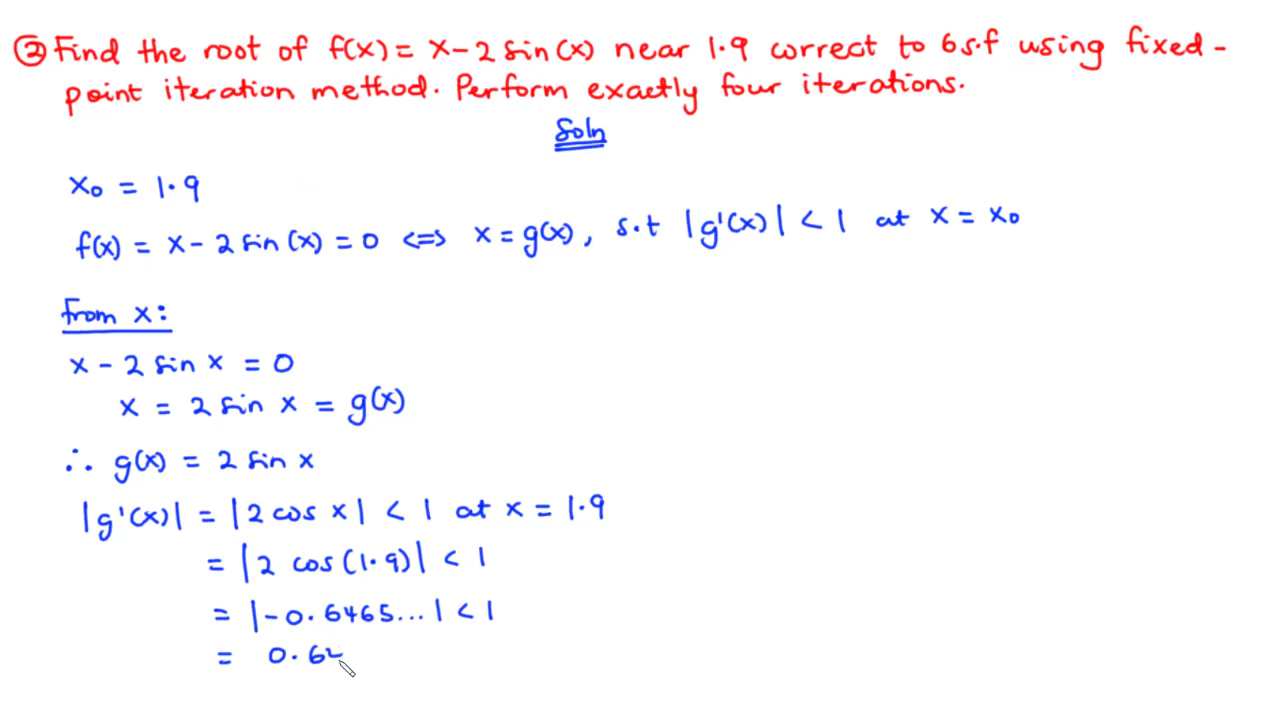 ② Find the root of f(x) = x - 2 sin(x) near 1.9 correct to 6 s.f using fixed-
point iteration method. Perform exactly four iterations.
Soln
x₀ = 1.9
f(x) = x - 2 sin(x) = 0 <=> x = g(x), s.t |g'(x)| < 1 at x = x₀
From x:
x - 2 sin x = 0
x = 2 sin x = g(x)
∴ g(x) = 2 sin x
|g'(x)| = |2 cos x| < 1 at x = 1.9
= |2 cos(1.9)| < 1
= |-0.6465...| < 1
= 0.64